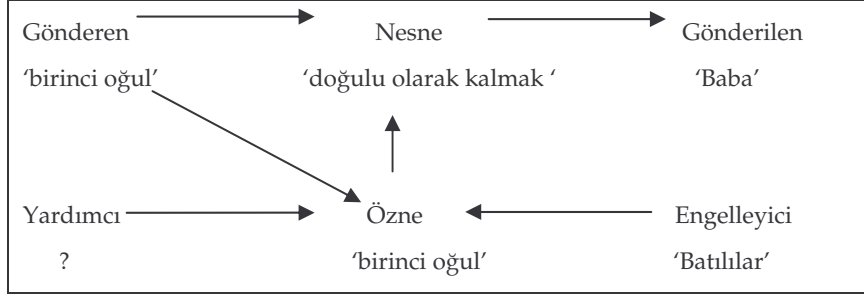 Gönderen Nesne Gönderilen
‘birinci oğul’ ‘doğulu olarak kalmak ‘ ‘Baba’
Yardımcı Özne Engelleyici
? ‘birinci oğul’ ‘Batılılar’